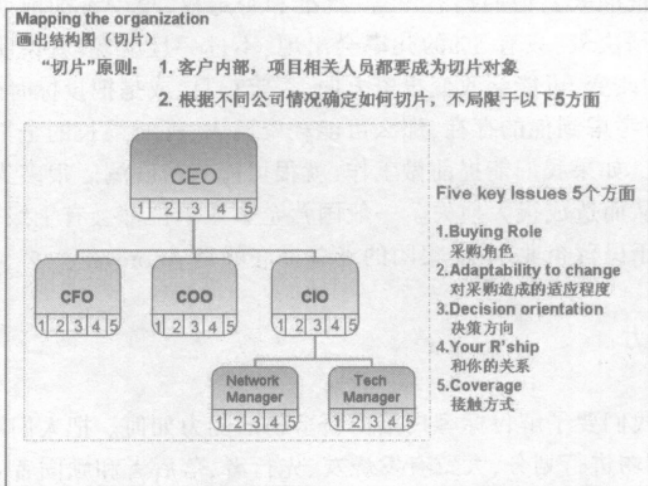 Mapping the organization
画出结构图（切片）
“切片”原则： 1. 客户内部，项目相关人员都要成为切片对象
2. 根据不同公司情况确定如何切片，不局限于以下5方面
CEO
1 2 3 4 5
Five key Issues 5个方面
1.Buying Role
采购角色
2.Adaptability to change
对采购造成的适应程度
3.Decision orientation
决策方向
4.Your R'ship
和你的关系
5.Coverage
接触方式
CFO COO CIO
1 2 3 4 5 1 2 3 4 5 1 2 3 4 5
Network Manager
1 2 3 4 5
Tech Manager
1 2 3 4 5